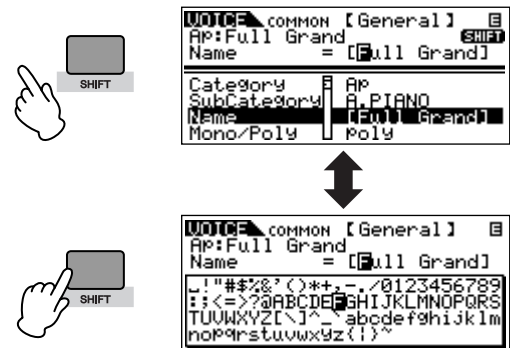 SHIFT
VOICE COMMON [General] E
AP:Full Grand SHIFT
Name = [Full Grand]
Category AP
SubCategory A.PIANO
Name [Full Grand]
Mono/Poly poly
SHIFT
VOICE COMMON [General] E
AP:Full Grand
Name = [Full Grand]
␣!"#$%&'()*+,-./0123456789
:;<=>?@ABCDEFGHIJKLMNOPQRS
TUVWXYZ[\]^_`abcdefghijklm
nopqrstuvwxyz{|}~